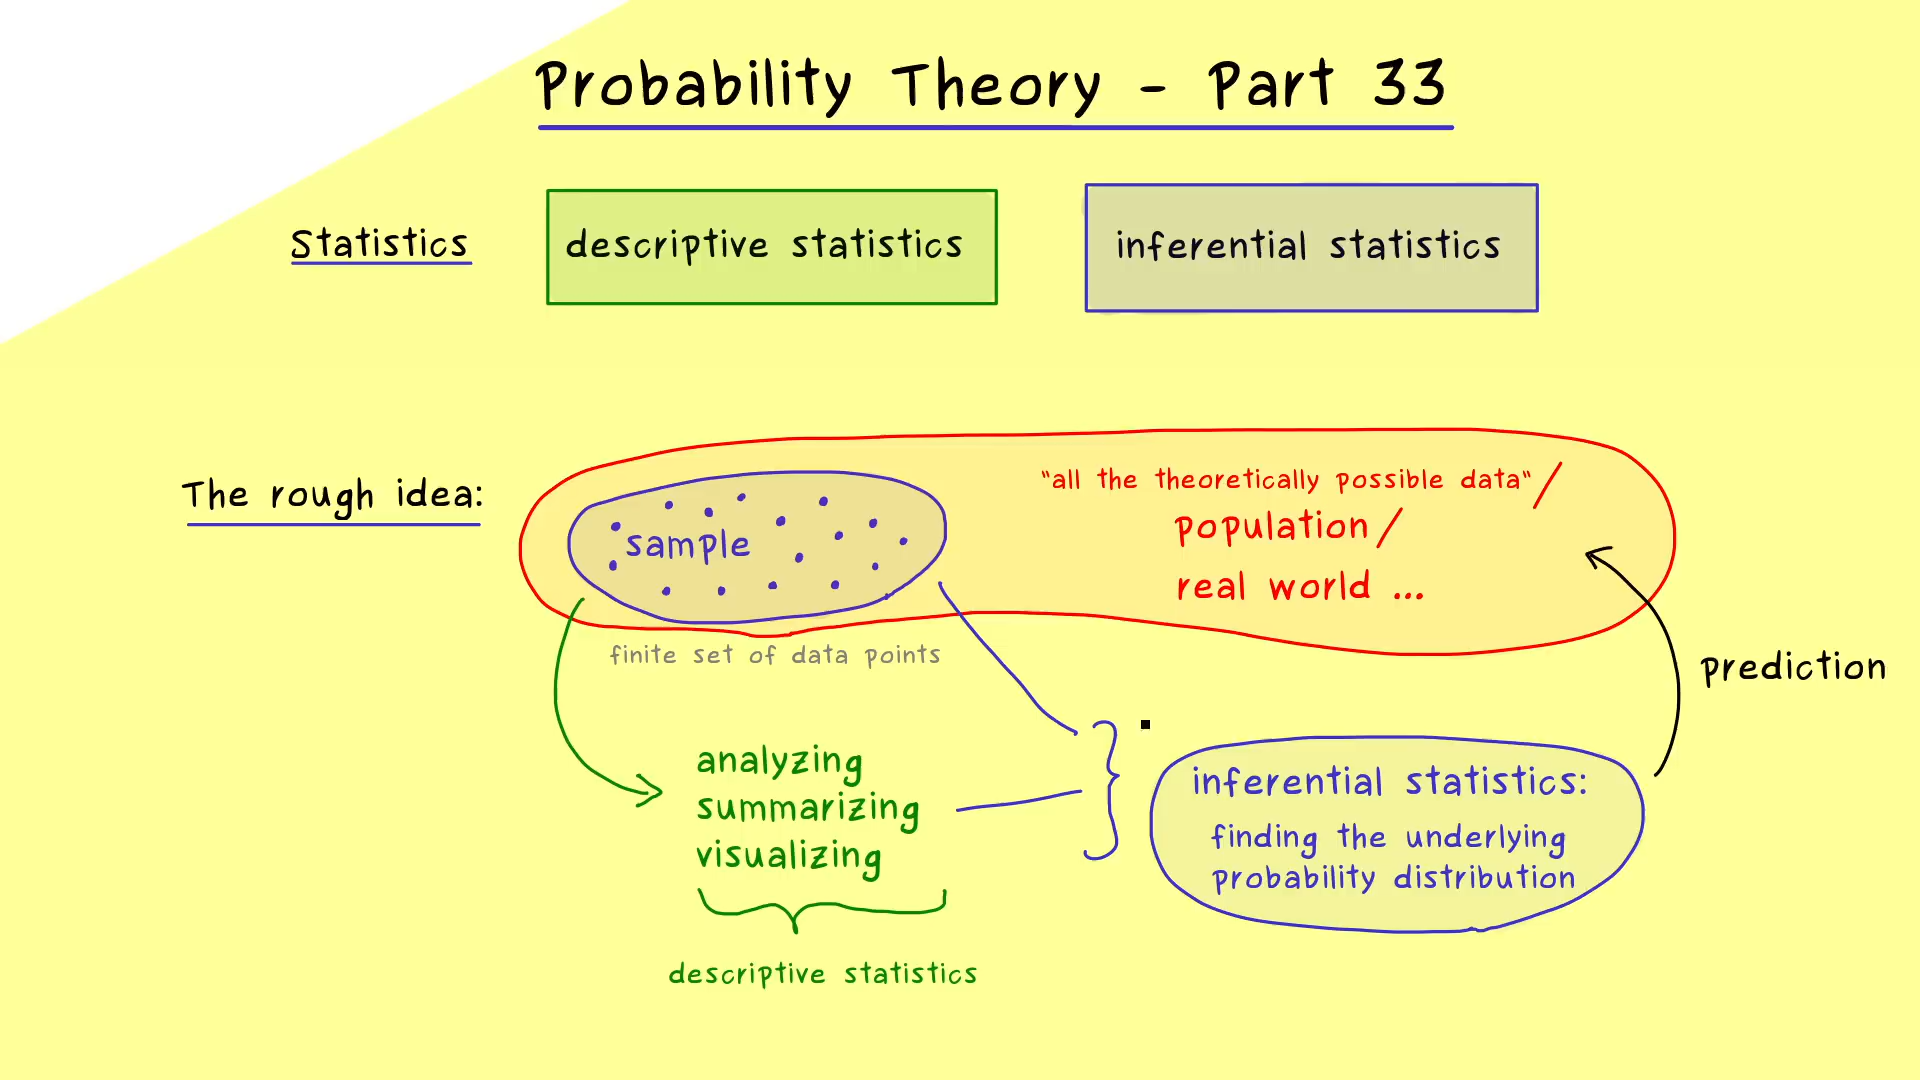 Probability Theory - Part 33
Statistics
descriptive statistics
inferential statistics
The rough idea:
sample
"all the theoretically possible data" /
population /
real world ...
finite set of data points
prediction
analyzing
summarizing
visualizing
descriptive statistics
inferential statistics:
finding the underlying
probability distribution